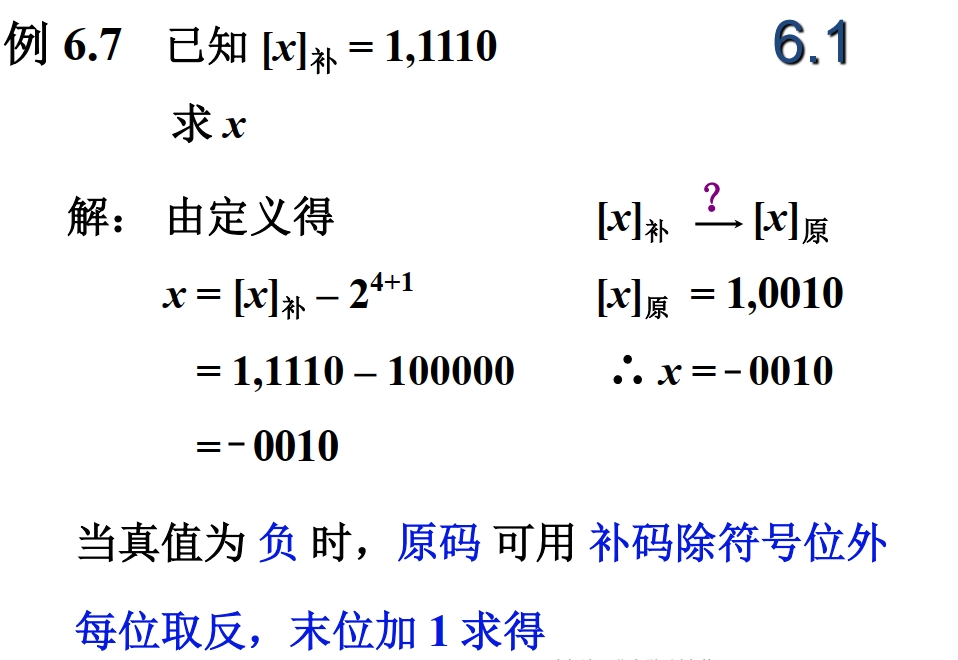 例 6.7 已知 [x]补 = 1,1110 6.1
求 x
解： 由定义得
x = [x]补 – 2^4+1
= 1,1110 – 100000
= – 0010
[x]补 ? → [x]原
[x]原 = 1,0010
∴ x = – 0010
当真值为 负 时，原码 可用 补码除符号位外
每位取反，末位加 1 求得